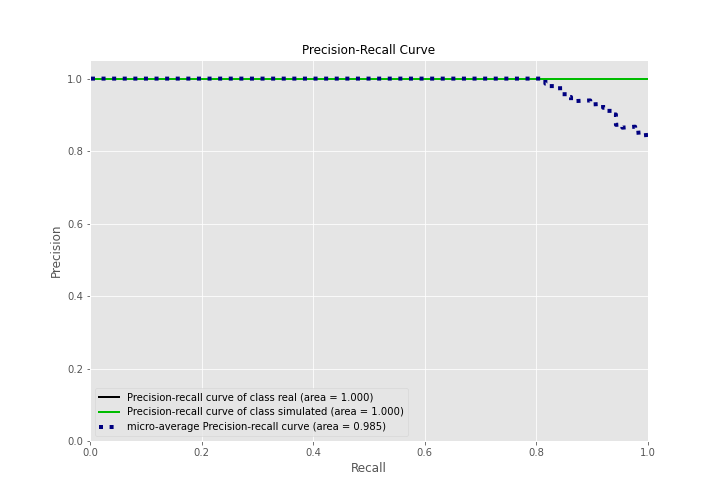 Precision-Recall Curve
1.0
0.8
0.6
0.4
0.2
0.0
Precision
Precision-recall curve of class real (area = 1.000)
Precision-recall curve of class simulated (area = 1.000)
micro-average Precision-recall curve (area = 0.985)
0.0 0.2 0.4 0.6 0.8 1.0
Recall